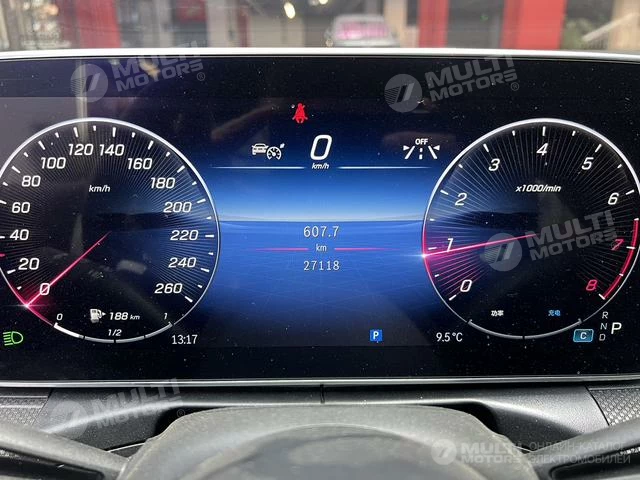 MULTI
MOTORS®
MULTI
MOTORS®
0
km/h
OFF
100 120 140
80 160
60 180
40 200
20 220
0 240
260
km/h
607.7
km
27118
0 1
2
3
4
5
6
7
8
x1000/min
MULTI
MOTORS®
188 km
0 1/2 1
13:17
P
9.5°C
功率 充电
C
R
N
D
P
MULTI
MOTORS®
MULTI
MOTORS
ОНЛАЙН-КАТАЛОГ
ЭЛЕКТРОМОБИЛЕЙ